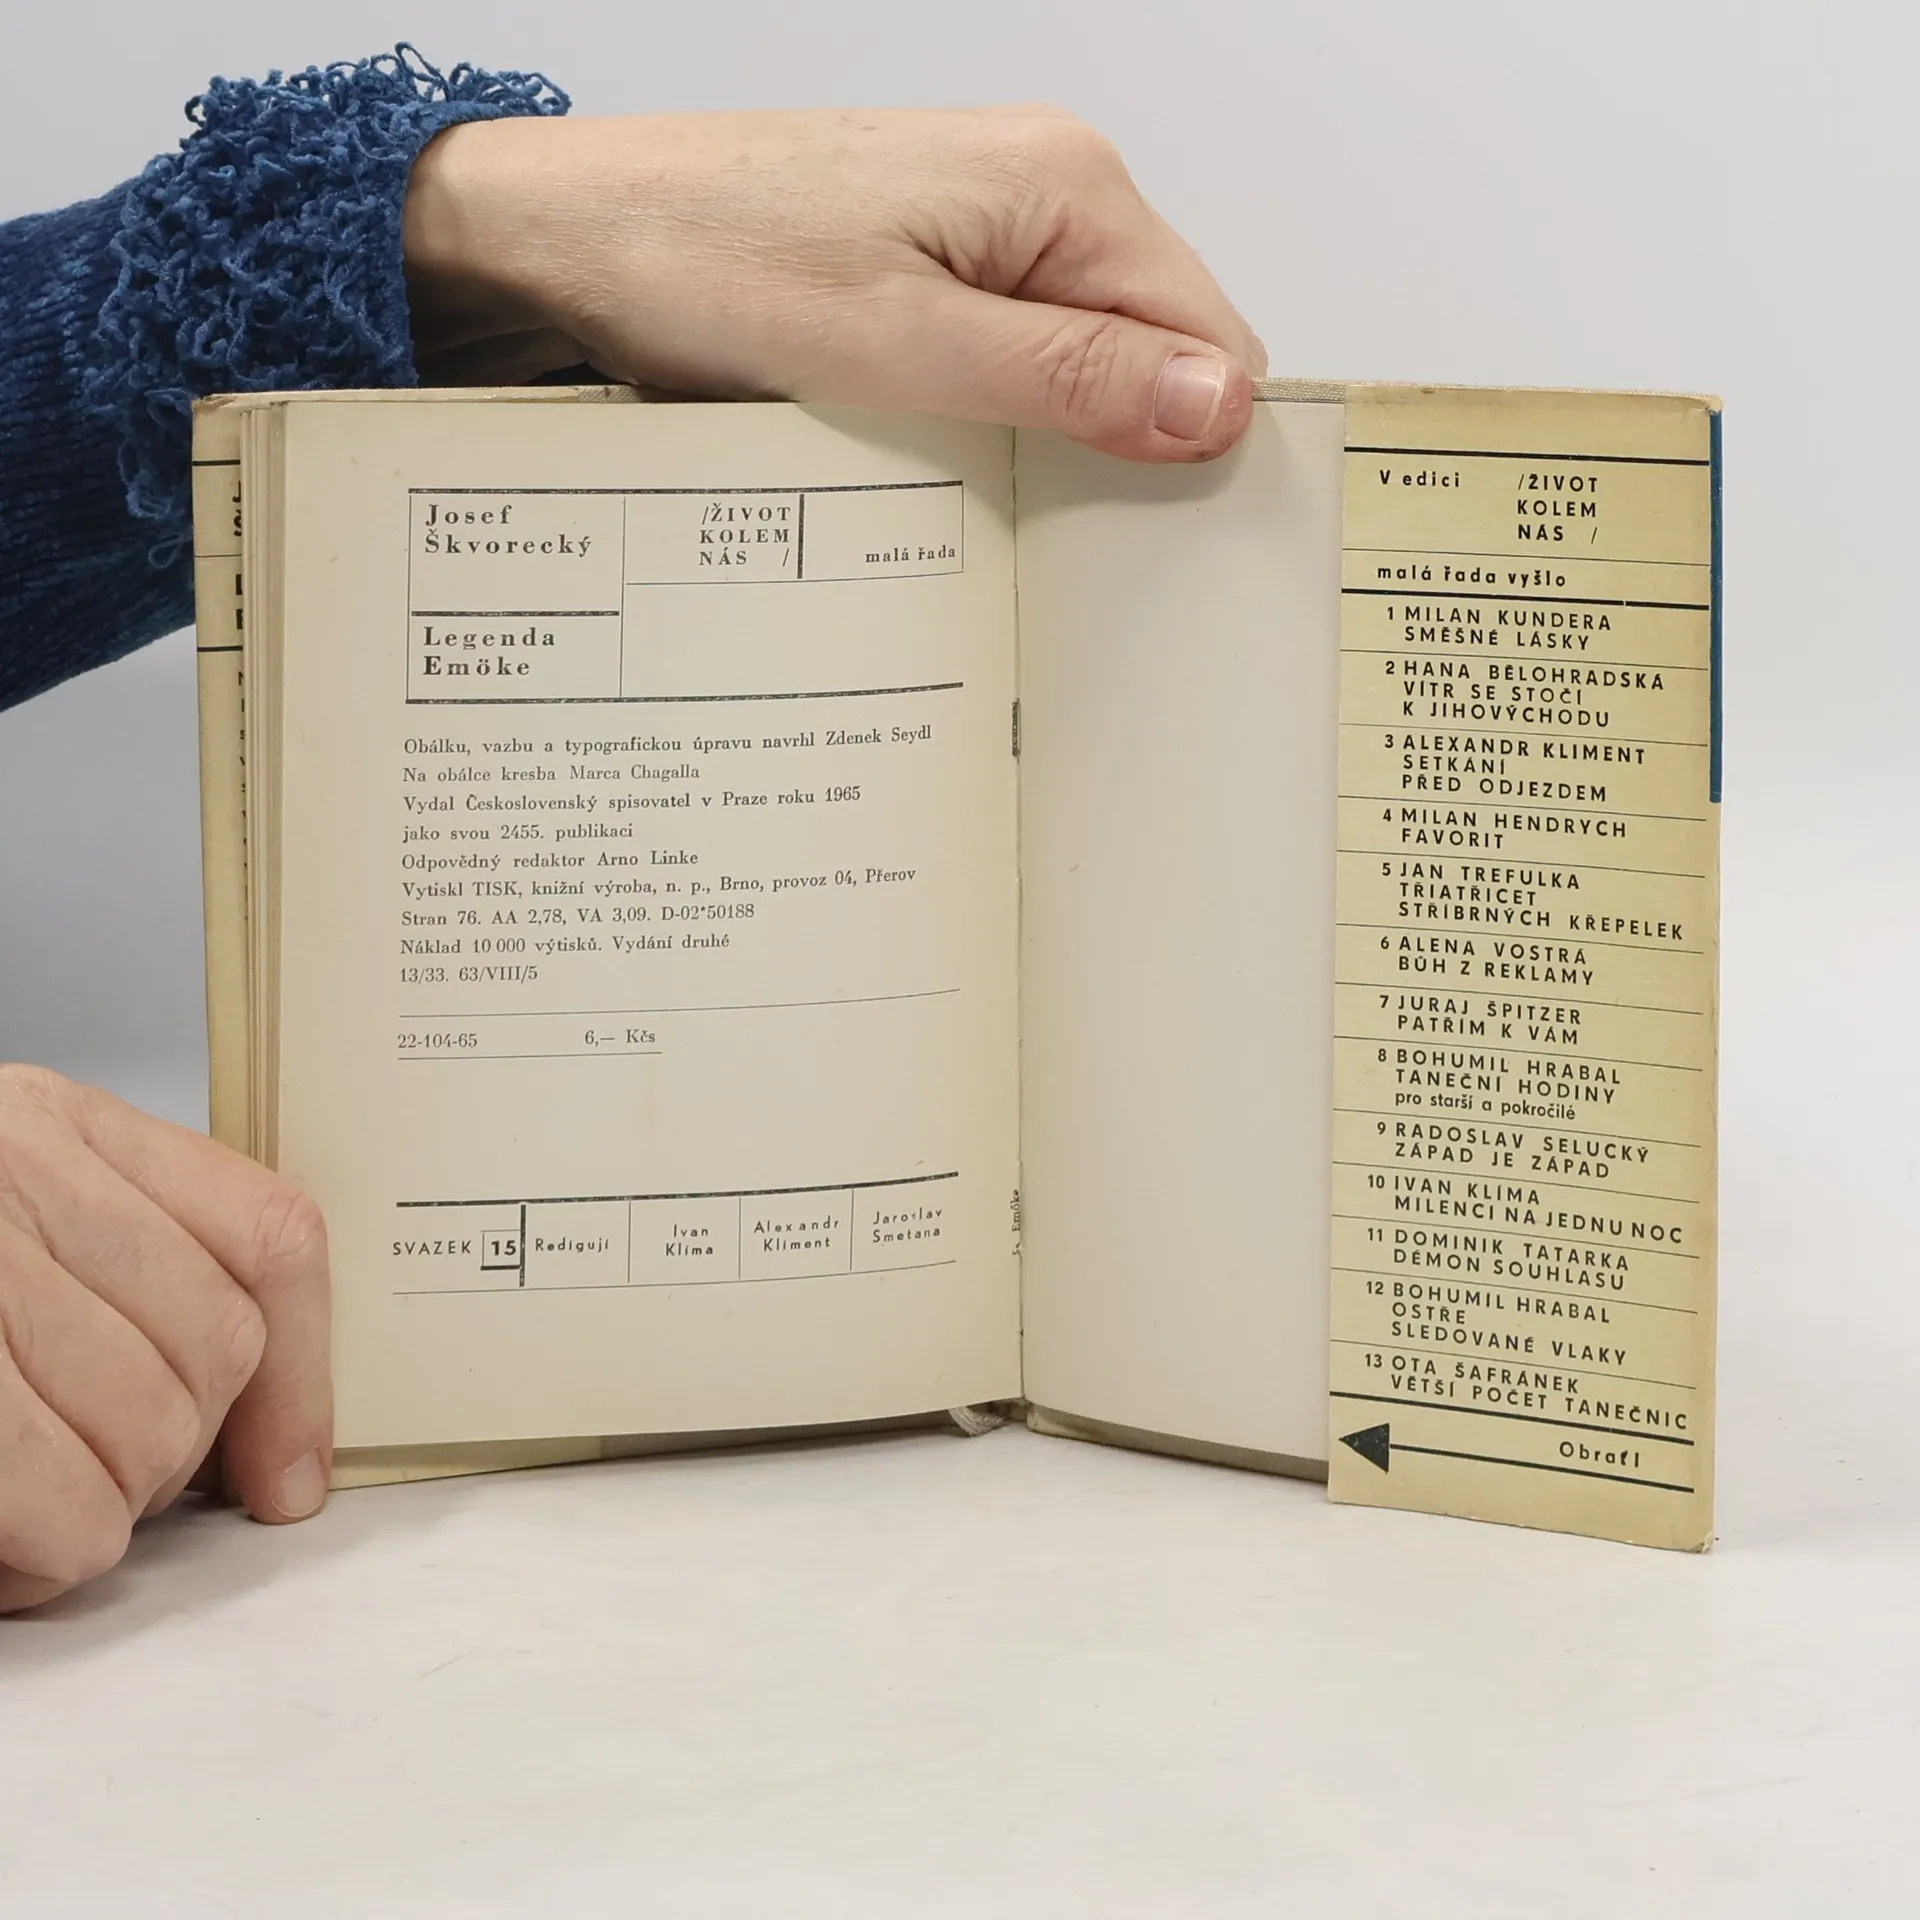 Josef
Škvorecký
/ŽIVOT
KOLEM
NÁS /
malá řada
Legenda
Emöke
Obálku, vazbu a typografickou úpravu navrhl Zdenek Seydl
Na obálce kresba Marca Chagalla
Vydal Československý spisovatel v Praze roku 1965
jako svou 2455. publikaci
Odpovědný redaktor Arno Linke
Vytiskl TISK, knižní výroba, n. p., Brno, provoz 04, Přerov
Stran 76. AA 2,78, VA 3,09. D-02*50188
Náklad 10 000 výtisků. Vydání druhé
13/33. 63/VIII/5
22-104-65 6,— Kčs
SVAZEK 15 Redigují
Ivan
Klíma
Alexandr
Kliment
Jaroslav
Smetana
Emöke
V edici /ŽIVOT
KOLEM
NÁS /
malá řada vyšlo
1 MILAN KUNDERA
SMĚŠNÉ LÁSKY
2 HANA BĚLOHRADSKÁ
VÍTR SE STOČÍ
K JIHOVÝCHODU
3 ALEXANDR KLIMENT
SETKÁNÍ
PŘED ODJEZDEM
4 MILAN HENDRYCH
FAVORIT
5 JAN TREFULKA
TŘIATŘICET
STŘÍBRNÝCH KŘEPELEK
6 ALENA VOSTRÁ
BŮH Z REKLAMY
7 JURAJ ŠPITZER
PATŘÍM K VÁM
8 BOHUMIL HRABAL
TANEČNÍ HODINY
pro starší a pokročilé
9 RADOSLAV SELUCKÝ
ZÁPAD JE ZÁPAD
10 IVAN KLÍMA
MILENCI NA JEDNU NOC
11 DOMINIK TATARKA
DÉMON SOUHLASU
12 BOHUMIL HRABAL
OSTŘE
SLEDOVANÉ VLAKY
13 OTA ŠAFRÁNEK
VĚTŠÍ POČET TANEČNIC
Obrať!